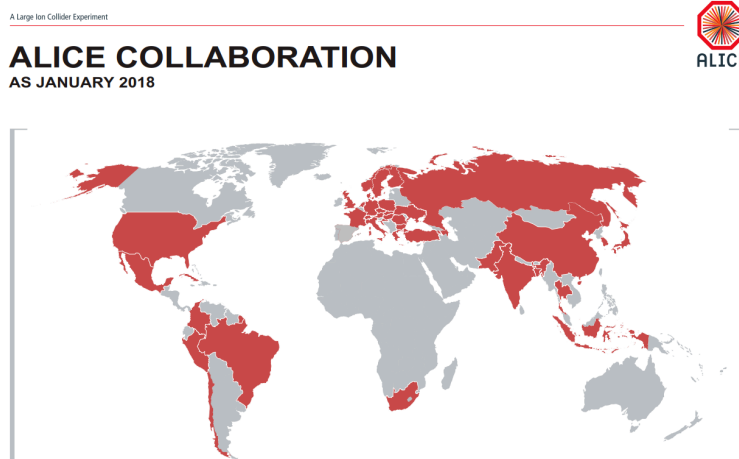 A Large Ion Collider Experiment
ALICE COLLABORATION
AS JANUARY 2018
ALIC